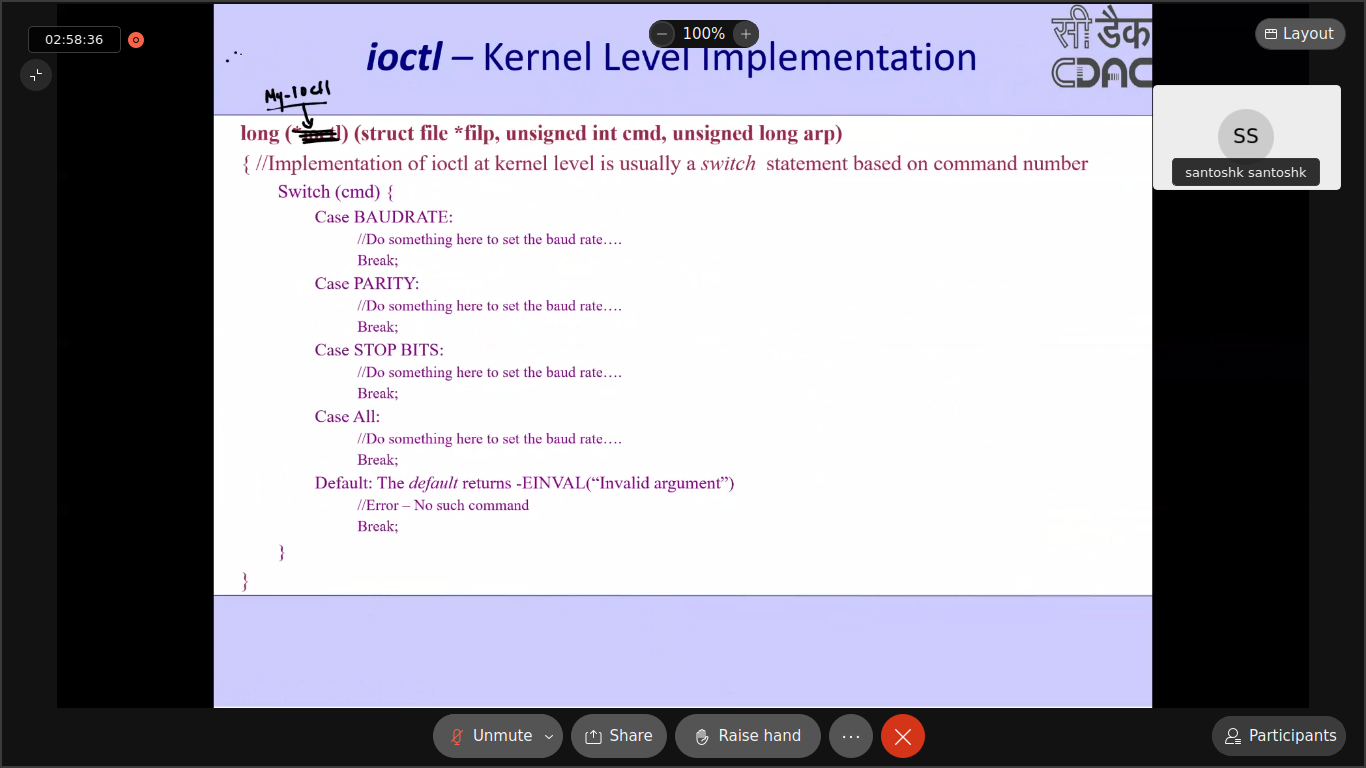 02:58:36
100%
Layout
ioctl – Kernel Level Implementation
सी डैक
CDAC
My-IOCtl
long (*) (struct file *filp, unsigned int cmd, unsigned long arp)
{ //Implementation of ioctl at kernel level is usually a switch statement based on command number
Switch (cmd) {
Case BAUDRATE:
//Do something here to set the baud rate….
Break;
Case PARITY:
//Do something here to set the baud rate….
Break;
Case STOP BITS:
//Do something here to set the baud rate….
Break;
Case All:
//Do something here to set the baud rate….
Break;
Default: The default returns -EINVAL(“Invalid argument”)
//Error – No such command
Break;
}
}
SS
santoshk santoshk
Unmute
Share
Raise hand
Participants